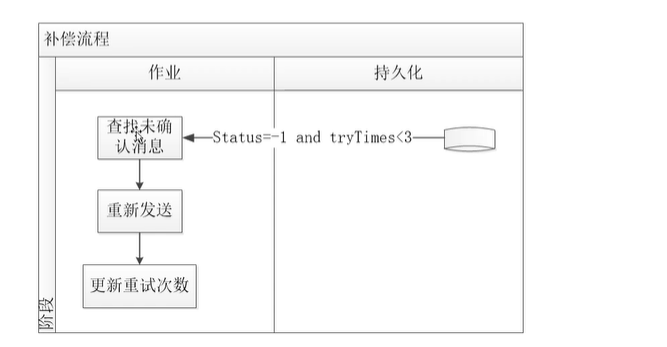 补偿流程
作业
持久化
查找未确
认消息
Status=-1 and tryTimes<3
重新发送
更新重试次数
阶段